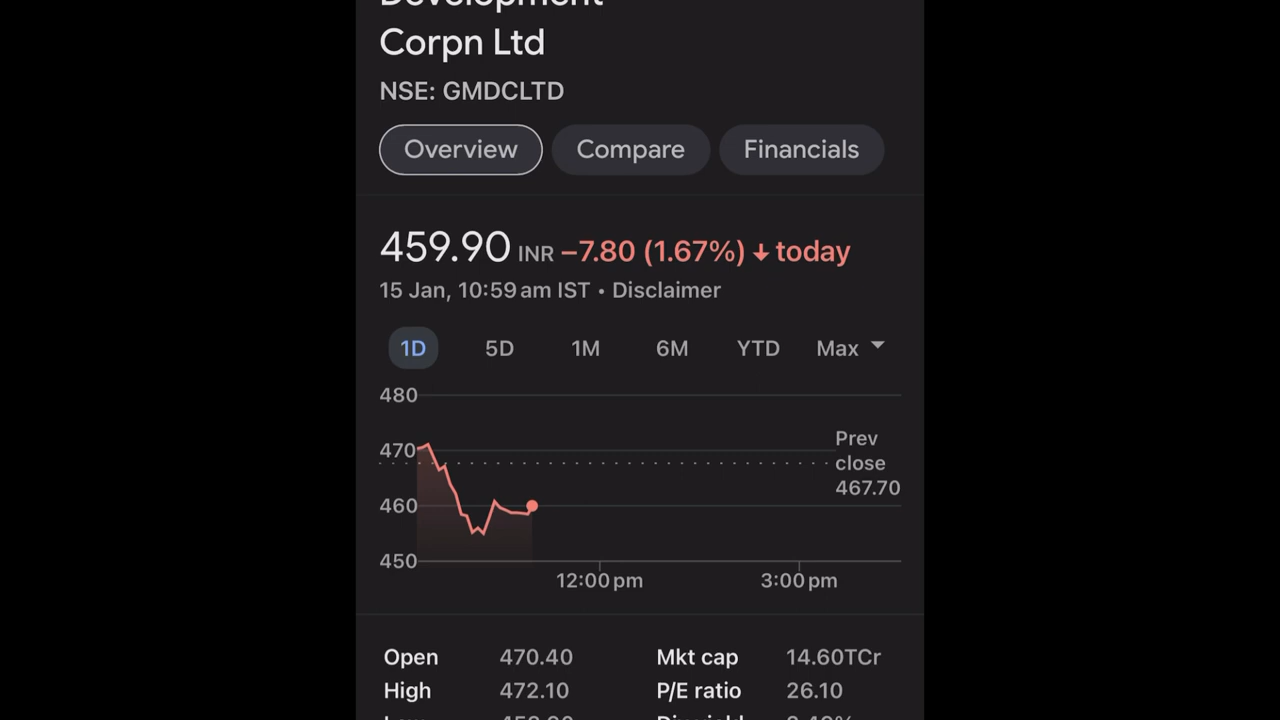 Development
Corpn Ltd
NSE: GMDCLTD
Overview Compare Financials
459.90 INR −7.80 (1.67%) ↓ today
15 Jan, 10:59 am IST • Disclaimer
1D 5D 1M 6M YTD Max
480
470
460
450
Prev
close
467.70
12:00 pm 3:00 pm
Open 470.40 Mkt cap 14.60TCr
High 472.10 P/E ratio 26.10